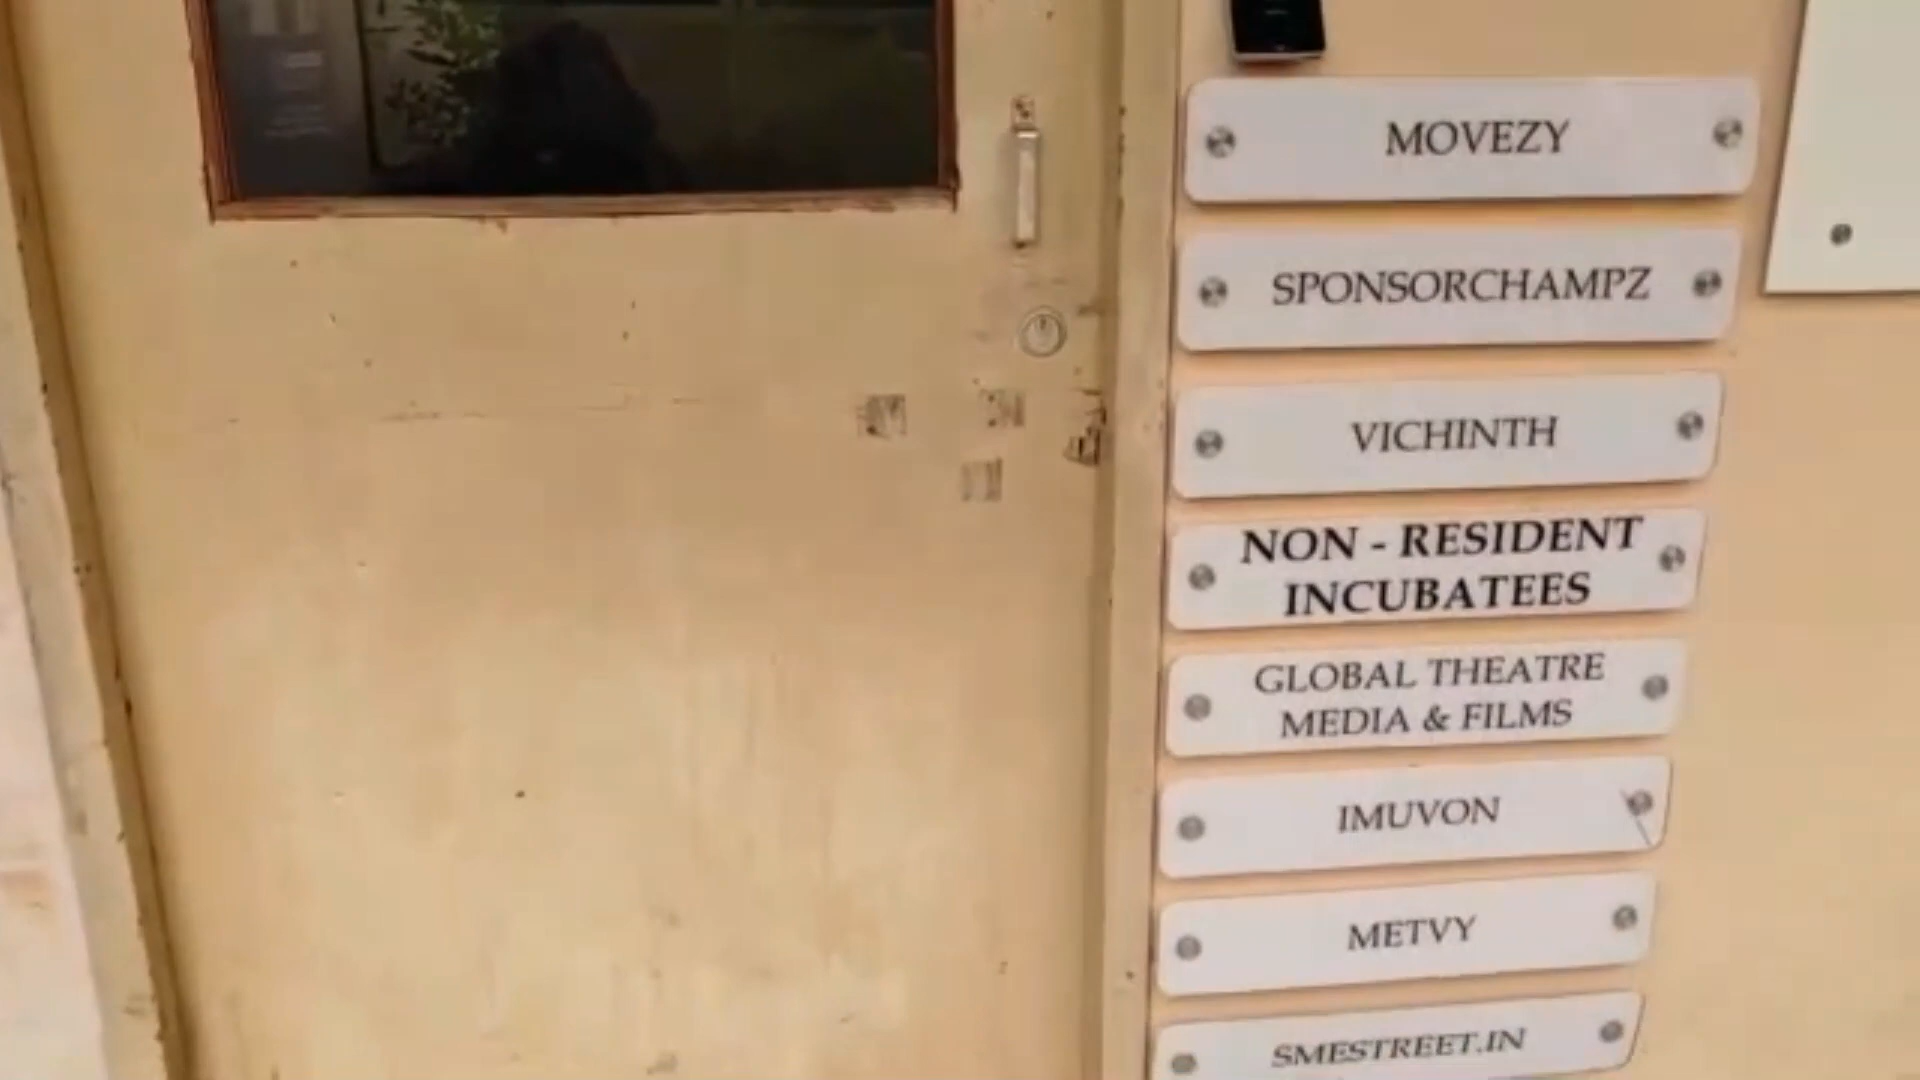 MOVEZY
SPONSORCHAMPZ
VICHINTH
NON - RESIDENT
INCUBATEES
GLOBAL THEATRE
MEDIA & FILMS
IMUVON
METVY
SMESTREET.IN